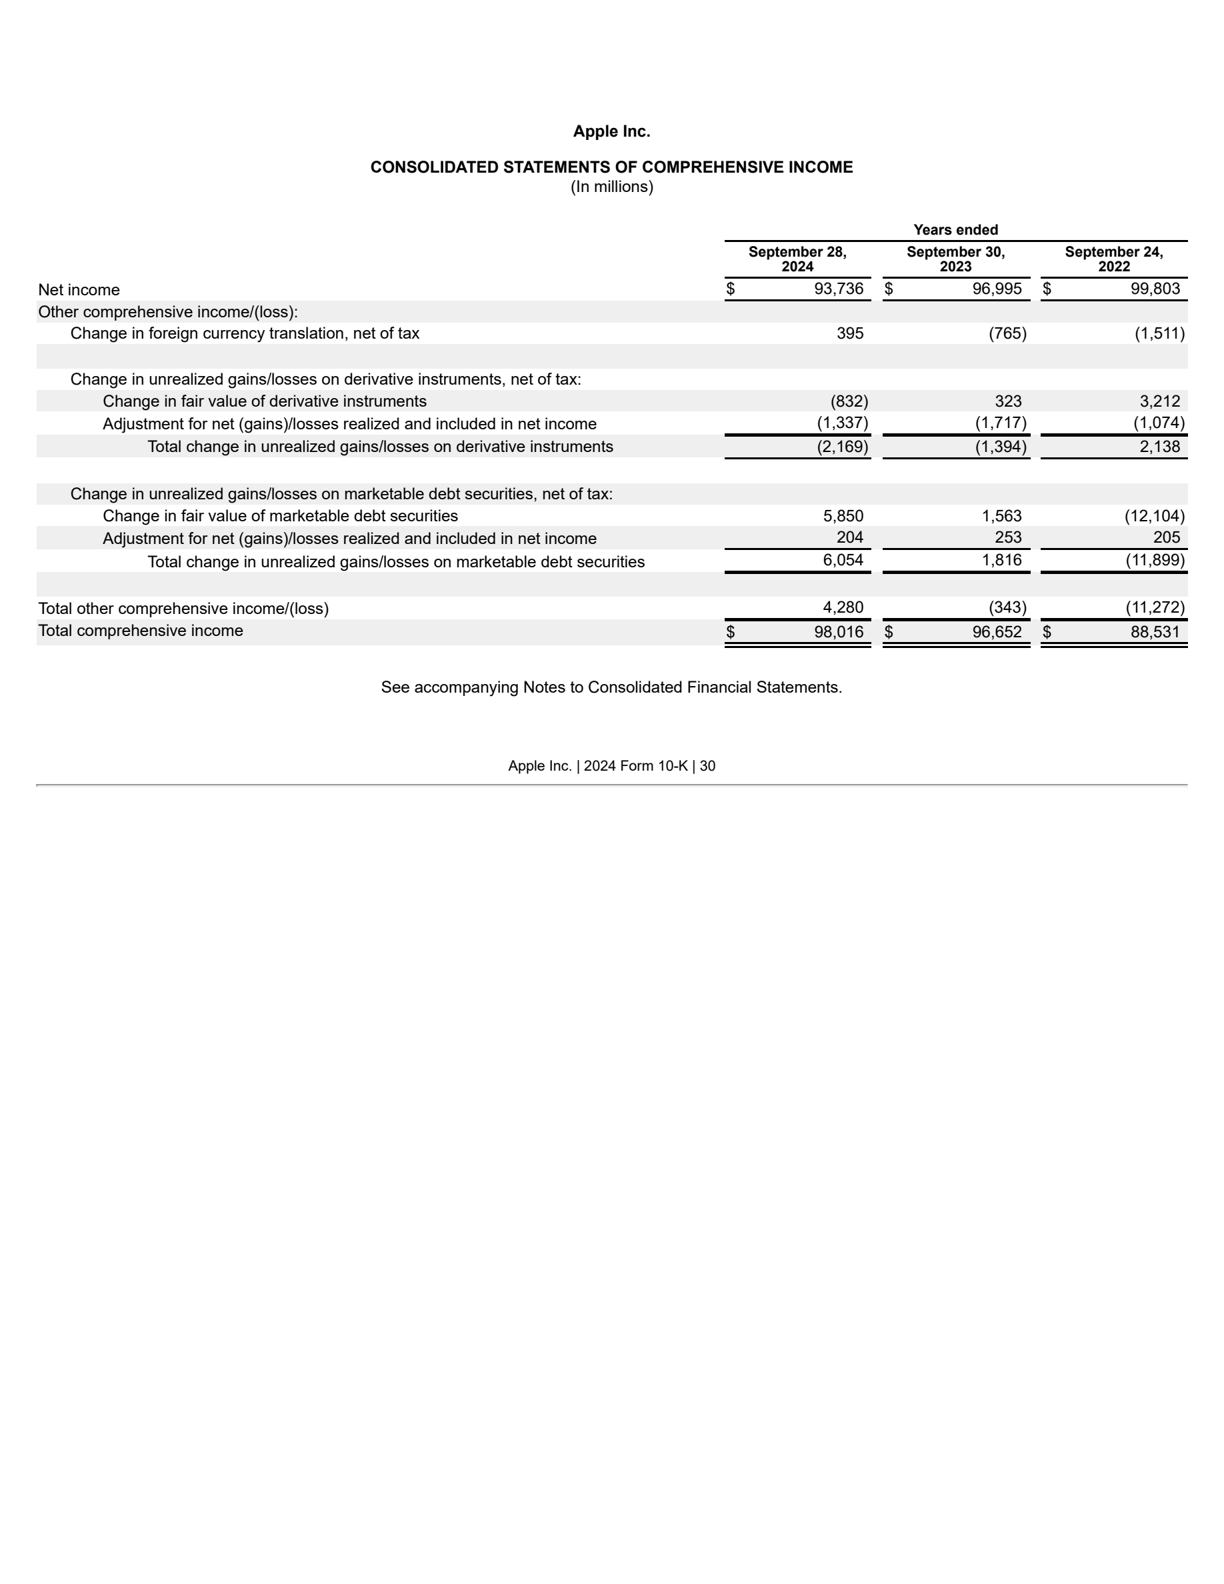 Apple Inc.
CONSOLIDATED STATEMENTS OF COMPREHENSIVE INCOME
(In millions)
Years ended
September 28, 2024 September 30, 2023 September 24, 2022
Net income $ 93,736 $ 96,995 $ 99,803
Other comprehensive income/(loss):
Change in foreign currency translation, net of tax 395 (765) (1,511)
Change in unrealized gains/losses on derivative instruments, net of tax:
Change in fair value of derivative instruments (832) 323 3,212
Adjustment for net (gains)/losses realized and included in net income (1,337) (1,717) (1,074)
Total change in unrealized gains/losses on derivative instruments (2,169) (1,394) 2,138
Change in unrealized gains/losses on marketable debt securities, net of tax:
Change in fair value of marketable debt securities 5,850 1,563 (12,104)
Adjustment for net (gains)/losses realized and included in net income 204 253 205
Total change in unrealized gains/losses on marketable debt securities 6,054 1,816 (11,899)
Total other comprehensive income/(loss) 4,280 (343) (11,272)
Total comprehensive income $ 98,016 $ 96,652 $ 88,531
See accompanying Notes to Consolidated Financial Statements.
Apple Inc. | 2024 Form 10-K | 30